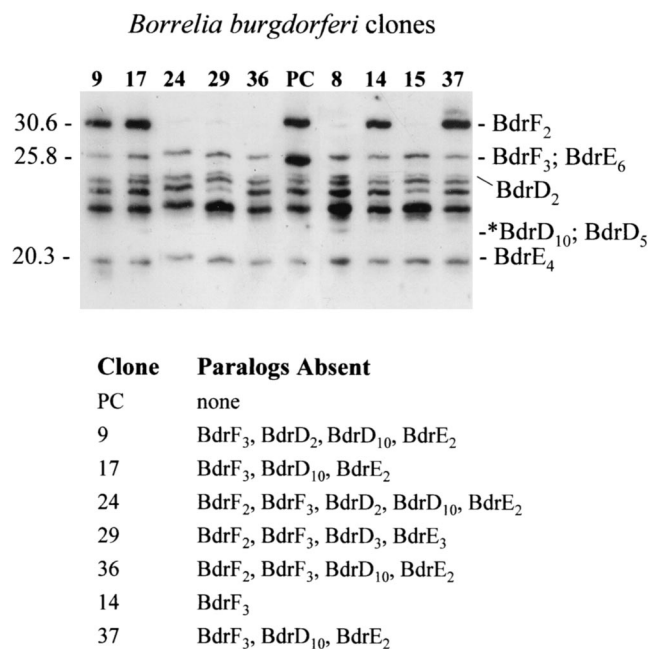 Borrelia burgdorferi clones
9 17 24 29 36 PC 8 14 15 37
30.6 - - BdrF₂
25.8 - - BdrF₃; BdrE₆
BdrD₂
-*BdrD₁₀; BdrD₅
20.3 - - BdrE₄
Clone Paralogs Absent
PC none
9 BdrF₃, BdrD₂, BdrD₁₀, BdrE₂
17 BdrF₃, BdrD₁₀, BdrE₂
24 BdrF₂, BdrF₃, BdrD₂, BdrD₁₀, BdrE₂
29 BdrF₂, BdrF₃, BdrD₃, BdrE₃
36 BdrF₂, BdrF₃, BdrD₁₀, BdrE₂
14 BdrF₃
37 BdrF₃, BdrD₁₀, BdrE₂